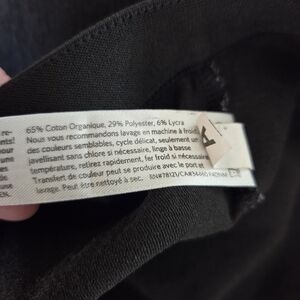 65% Coton Organique, 29% Polyester, 6% Lycra
Nous vous recommandons lavage en machine à froid
des couleurs semblables, cycle délicat, seulement un
javellisant sans chlore si nécessaire, linge à basse
température, retirez rapidement, fer froid si nécessaire
Transfert de couleur peut se produire avec le port et
lavage. Peut être nettoyé à sec.